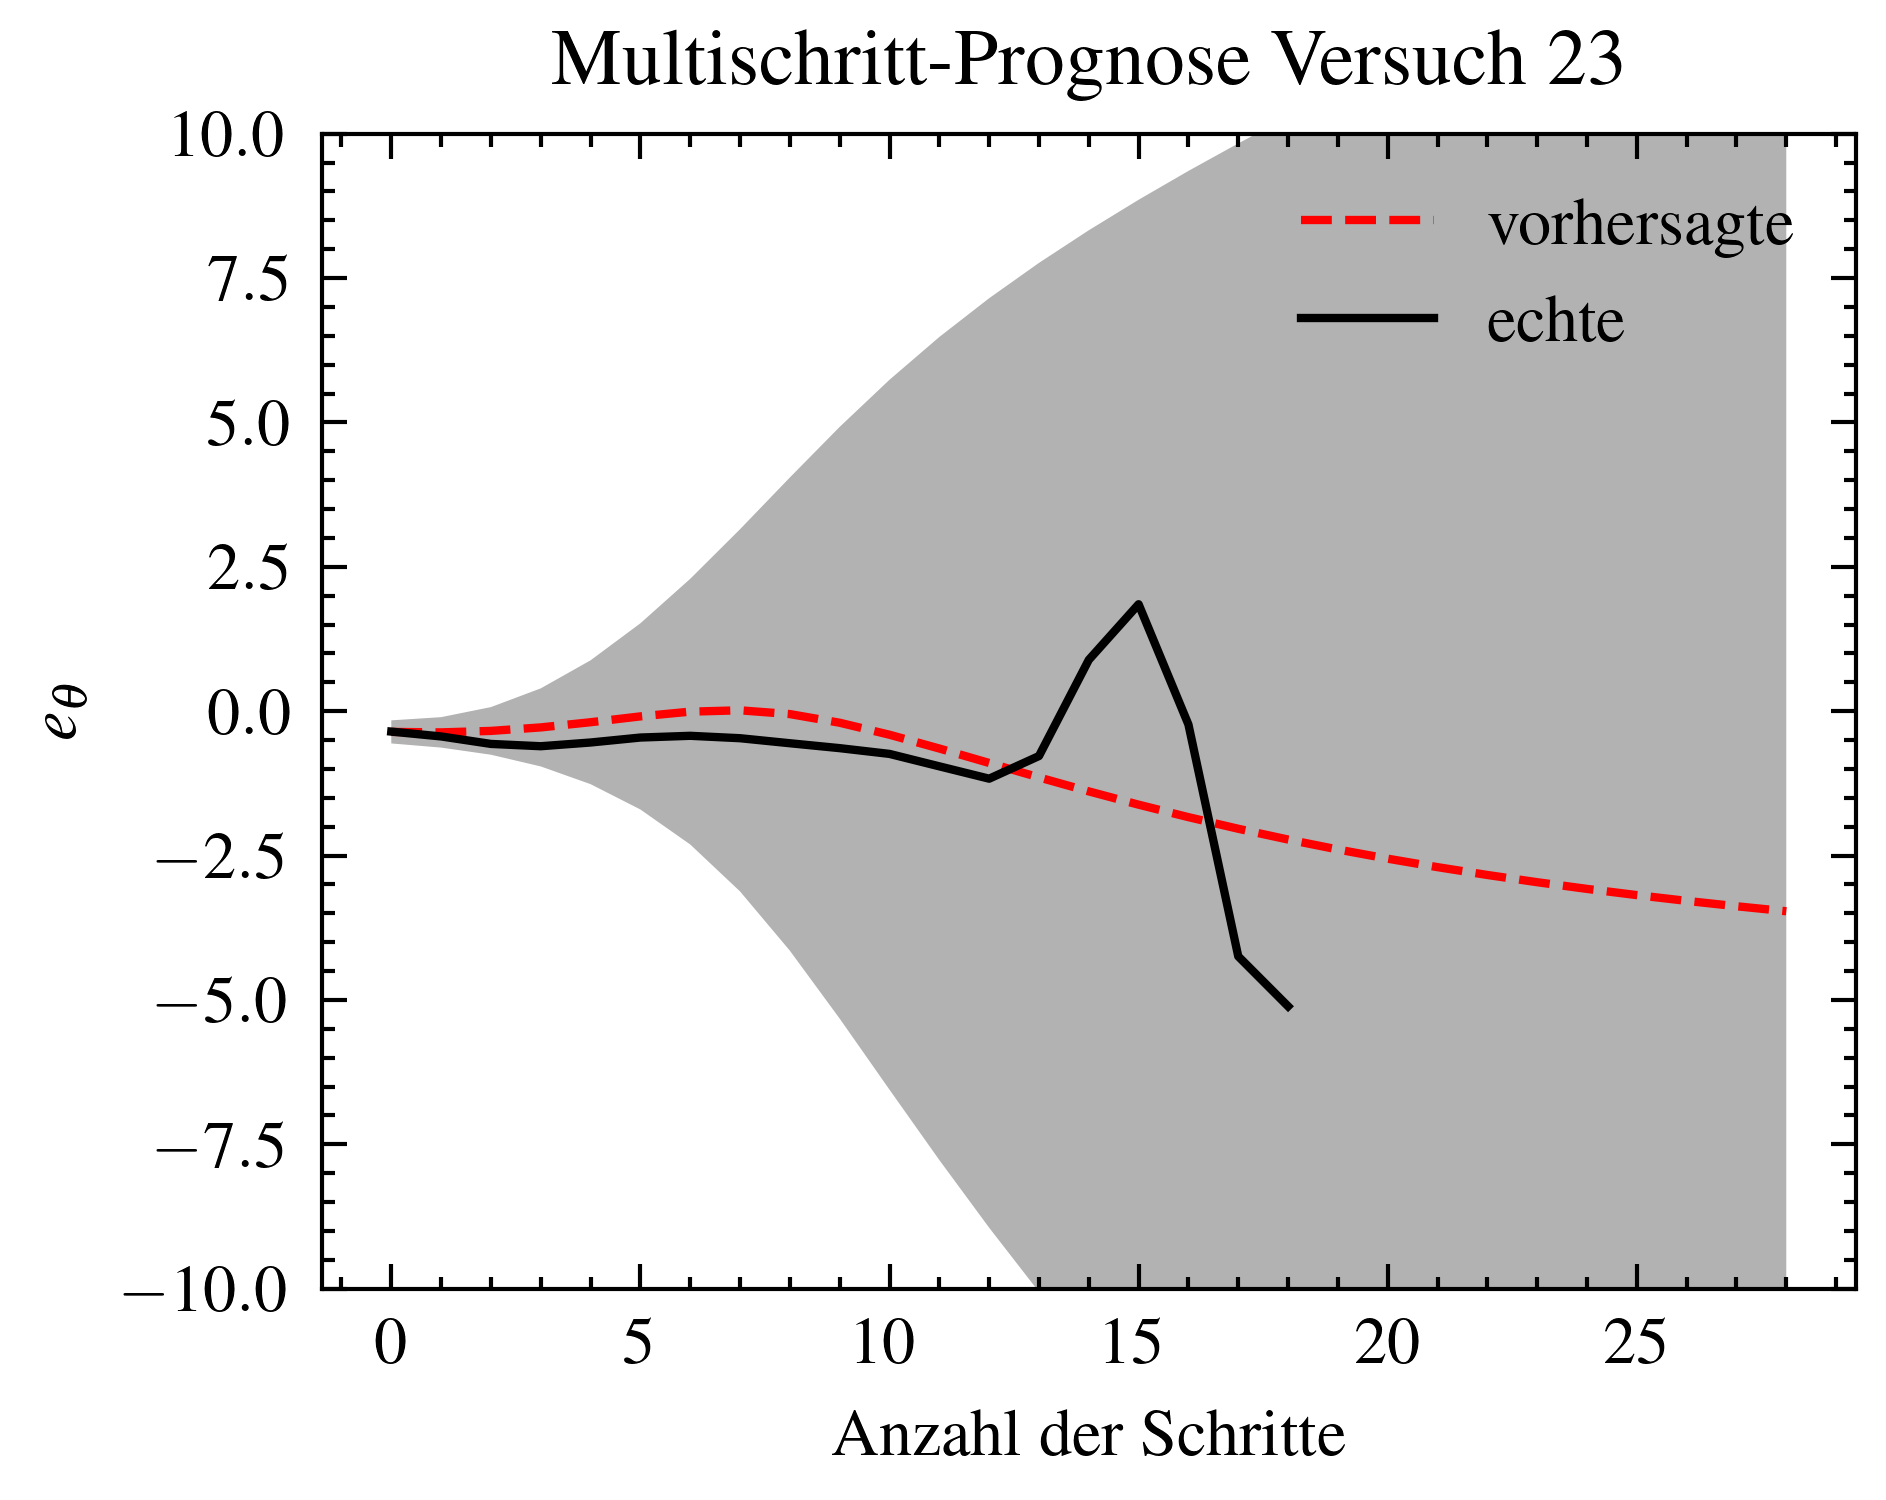 Multischritt-Prognose Versuch 23
10.0
7.5
5.0
2.5
0.0
−2.5
−5.0
−7.5
−10.0
e_θ
vorhersagte
echte
0 5 10 15 20 25
Anzahl der Schritte